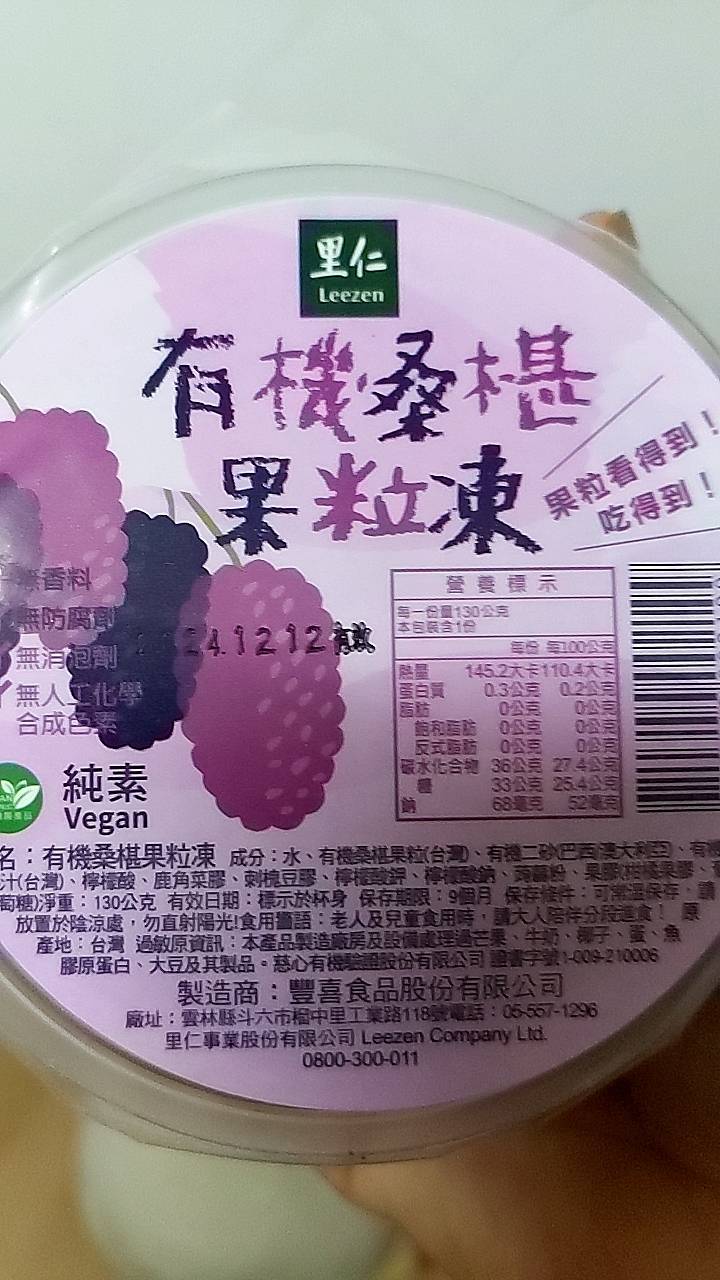 里仁
Leezen
有機桑椹
果粒凍
果粒看得到！
吃得到！
無香料
無防腐劑
無消泡劑
無人工化學
合成色素
2024.12.12有效
純素
Vegan
營養標示
每一份量130公克
本包裝含1份
每份 每100公克
熱量 145.2大卡 110.4大卡
蛋白質 0.3公克 0.2公克
脂肪 0公克 0公克
飽和脂肪 0公克 0公克
反式脂肪 0公克 0公克
碳水化合物 36公克 27.4公克
糖 33公克 25.4公克
鈉 68毫克 52毫克
名：有機桑椹果粒凍 成分：水、有機桑椹果粒(台灣)、有機二砂(巴西/澳大利亞)、有機
汁(台灣)、檸檬酸、鹿角菜膠、刺槐豆膠、檸檬酸鉀、檸檬酸鈉、蒟蒻粉、果膠(柑橘果膠、
萄糖)淨重：130公克 有效日期：標示於杯身 保存期限：9個月 保存條件：可常溫保存，請
放置於陰涼處，勿直射陽光!食用警語：老人及兒童食用時，請大人陪伴分段進食！ 原
產地：台灣 過敏原資訊：本產品製造廠房及設備處理過芒果、牛奶、椰子、蛋、魚
膠原蛋白、大豆及其製品。慈心有機驗證股份有限公司 證書字號1-009-210006
製造商：豐喜食品股份有限公司
廠址：雲林縣斗六市榴中里工業路118號電話：05-557-1296
里仁事業股份有限公司 Leezen Company Ltd.
0800-300-011